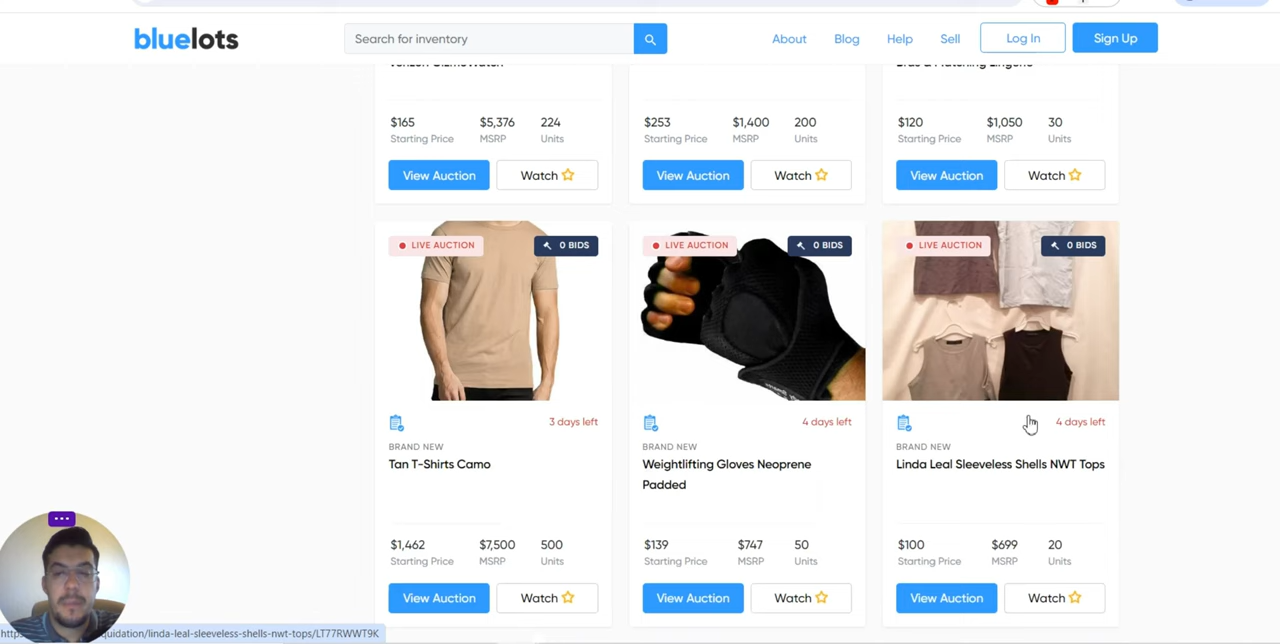 bluelots
Search for inventory
About
Blog
Help
Sell
Log In
Sign Up
$165
Starting Price
$5,376
MSRP
224
Units
View Auction
Watch
$253
Starting Price
$1,400
MSRP
200
Units
View Auction
Watch
$120
Starting Price
$1,050
MSRP
30
Units
View Auction
Watch
LIVE AUCTION
0 BIDS
3 days left
BRAND NEW
Tan T-Shirts Camo
$1,462
Starting Price
$7,500
MSRP
500
Units
View Auction
Watch
LIVE AUCTION
0 BIDS
4 days left
BRAND NEW
Weightlifting Gloves Neoprene
Padded
$139
Starting Price
$747
MSRP
50
Units
View Auction
Watch
LIVE AUCTION
0 BIDS
4 days left
BRAND NEW
Linda Leal Sleeveless Shells NWT Tops
$100
Starting Price
$699
MSRP
20
Units
View Auction
Watch
quidation/linda-leal-sleeveless-shells-nwt-tops/LT77RWWT9K